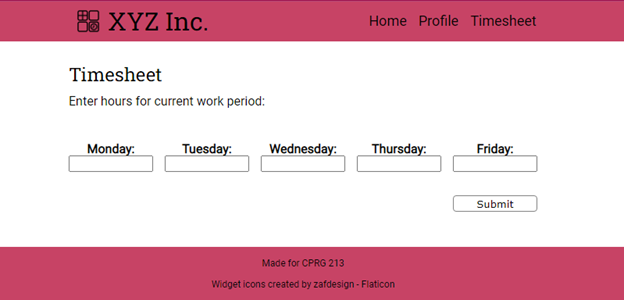 XYZ Inc.
Home Profile Timesheet
Timesheet
Enter hours for current work period:
Monday: Tuesday: Wednesday: Thursday: Friday:
Submit
Made for CPRG 213
Widget icons created by zafdesign - Flaticon